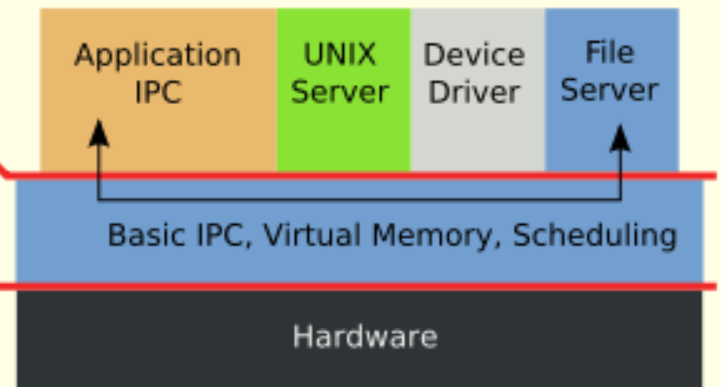 Application
IPC
UNIX
Server
Device
Driver
File
Server
Basic IPC, Virtual Memory, Scheduling
Hardware